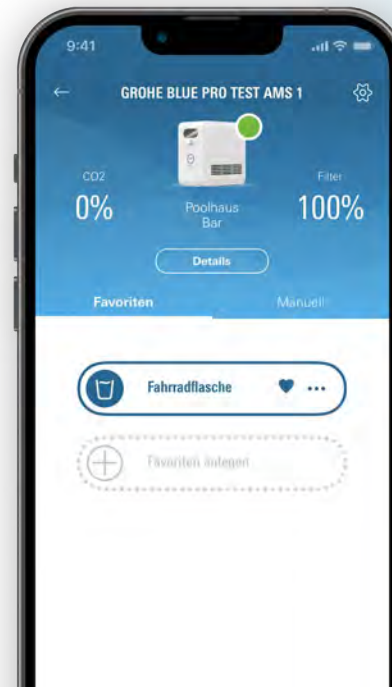 9:41
GROHE BLUE PRO TEST AMS 1
CO2
Filter
0%
Poolhaus
Bar
100%
Details
Favoriten
Manuell
Fahrradflasche
Favoriten anlegen